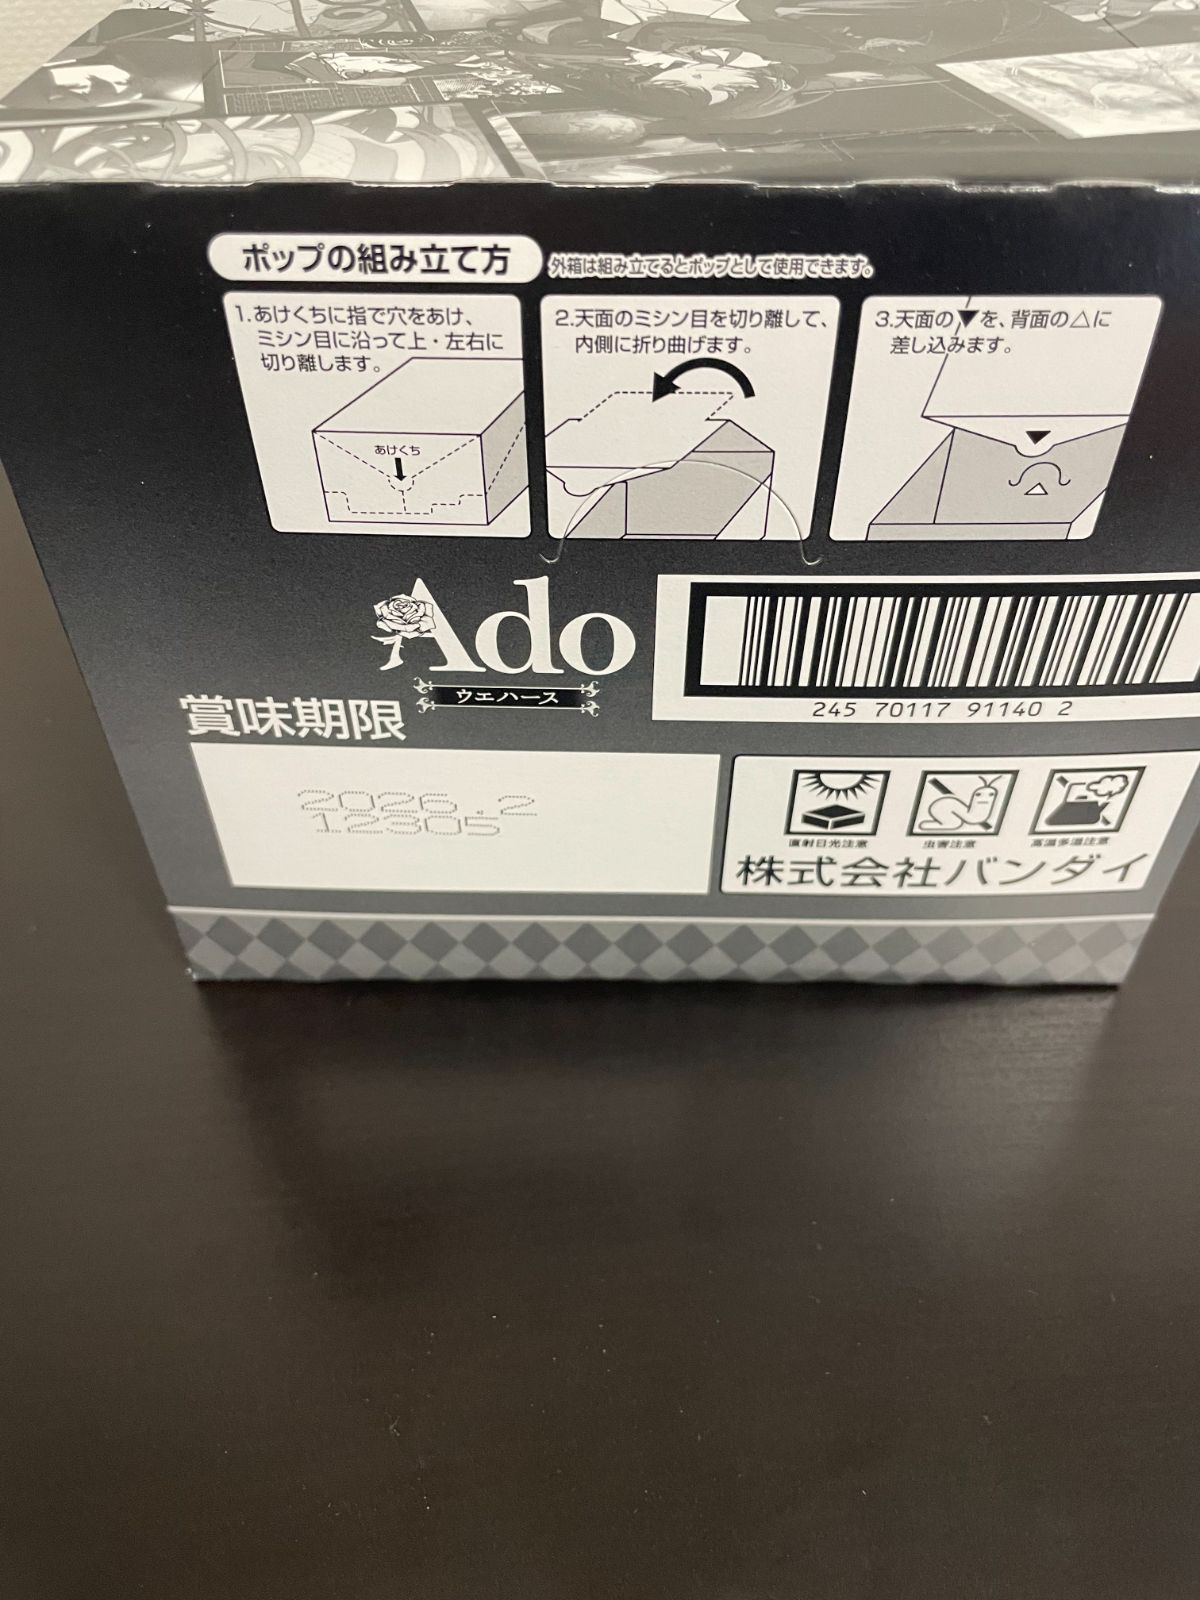 ポップの組み立て方
外箱は組み立てるとポップとして使用できます。
1.あけくちに指で穴をあけ、
ミシン目に沿って上・左右に
切り離します。
あけくち
2.天面のミシン目を切り離して、
内側に折り曲げます。
3.天面の▼を、背面の△に
差し込みます。
Ado
ウエハース
245 70117 91140 2
賞味期限
2026.2
12305
直射日光注意
虫害注意
高温多湿注意
株式会社バンダイ